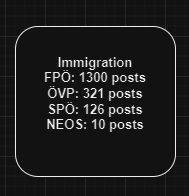 Immigration
FPÖ: 1300 posts
ÖVP: 321 posts
SPÖ: 126 posts
NEOS: 10 posts